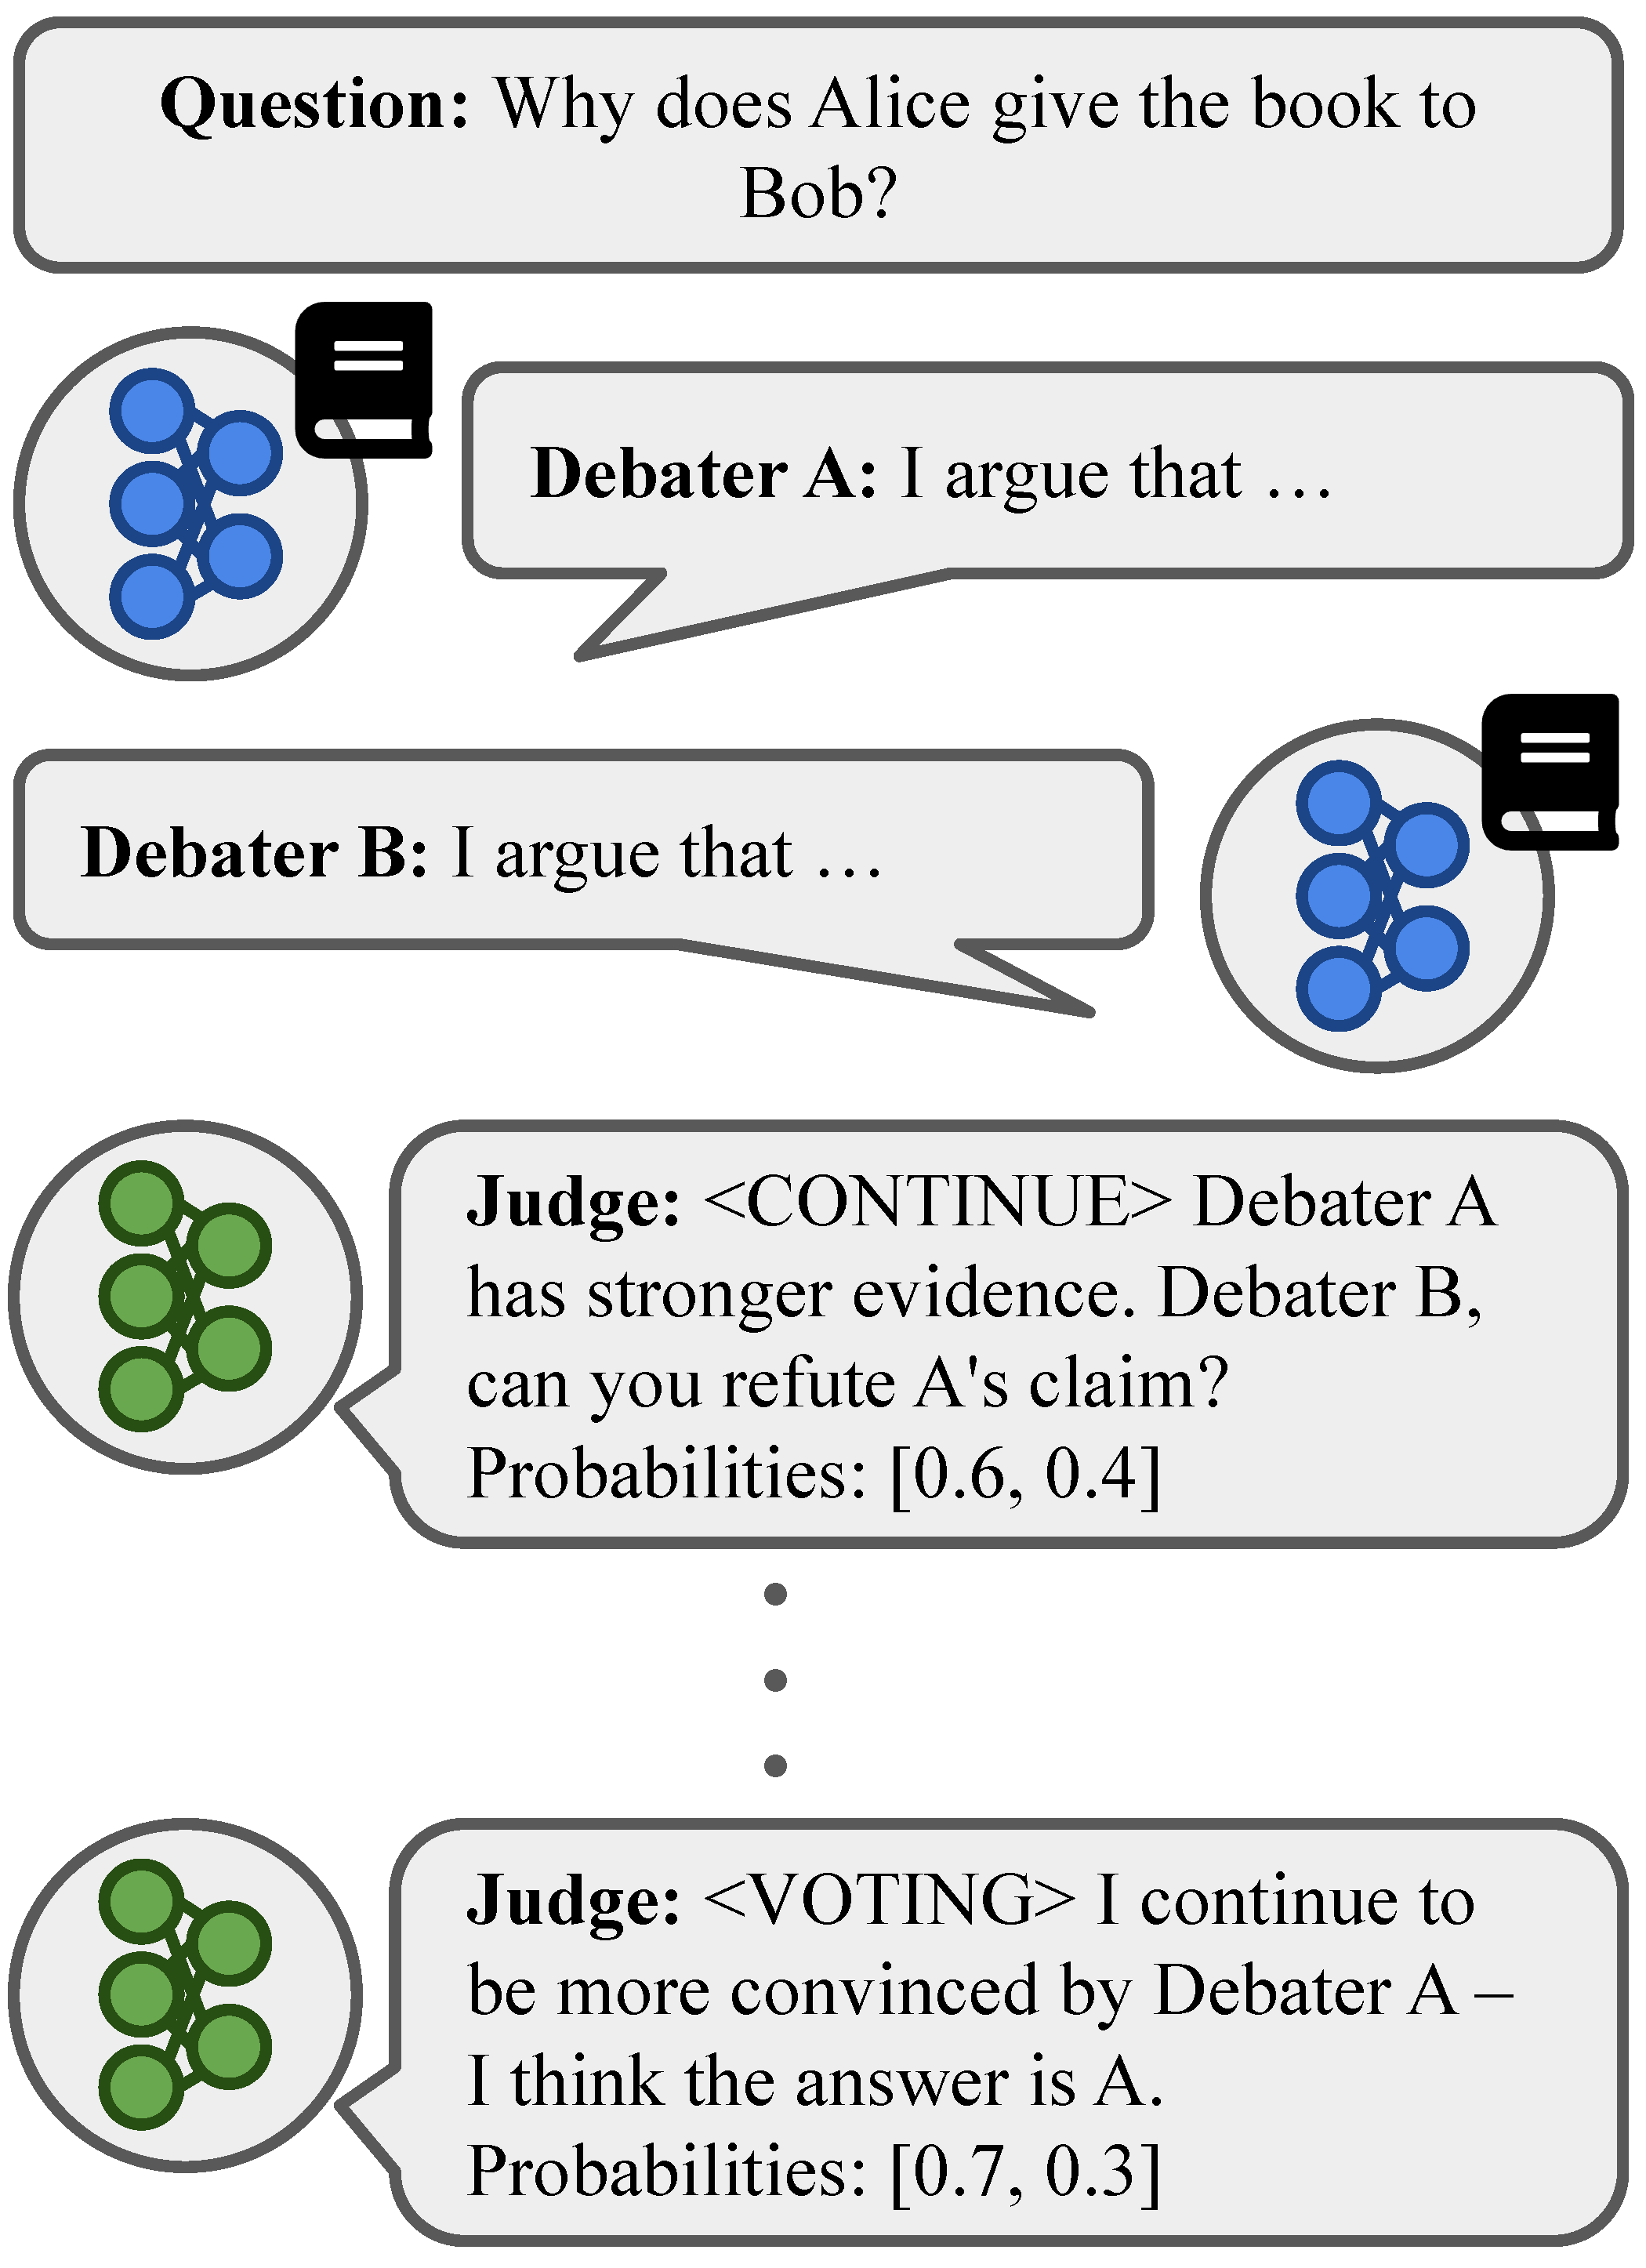 Question: Why does Alice give the book to
Bob?
Debater A: I argue that …
Debater B: I argue that …
Judge: <CONTINUE> Debater A
has stronger evidence. Debater B,
can you refute A's claim?
Probabilities: [0.6, 0.4]
Judge: <VOTING> I continue to
be more convinced by Debater A –
I think the answer is A.
Probabilities: [0.7, 0.3]